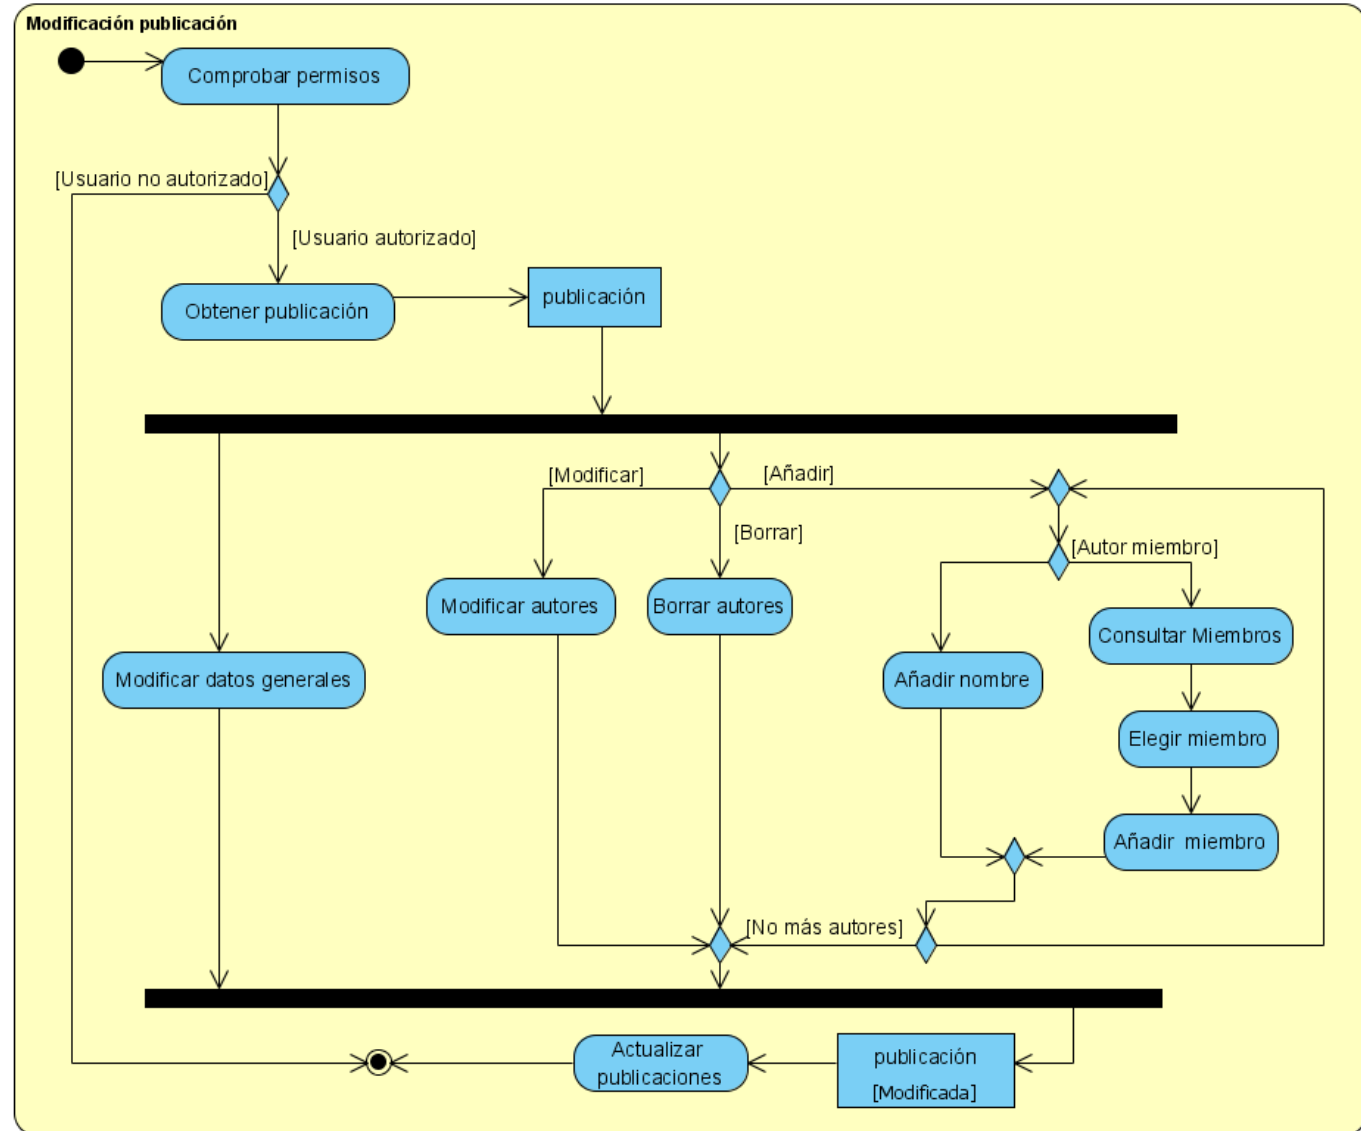 Modificación publicación
Comprobar permisos
[Usuario no autorizado]
[Usuario autorizado]
Obtener publicación
publicación
[Modificar]
[Añadir]
[Borrar]
[Autor miembro]
Modificar autores
Borrar autores
Consultar Miembros
Modificar datos generales
Añadir nombre
Elegir miembro
Añadir miembro
[No más autores]
Actualizar
publicaciones
publicación
[Modificada]